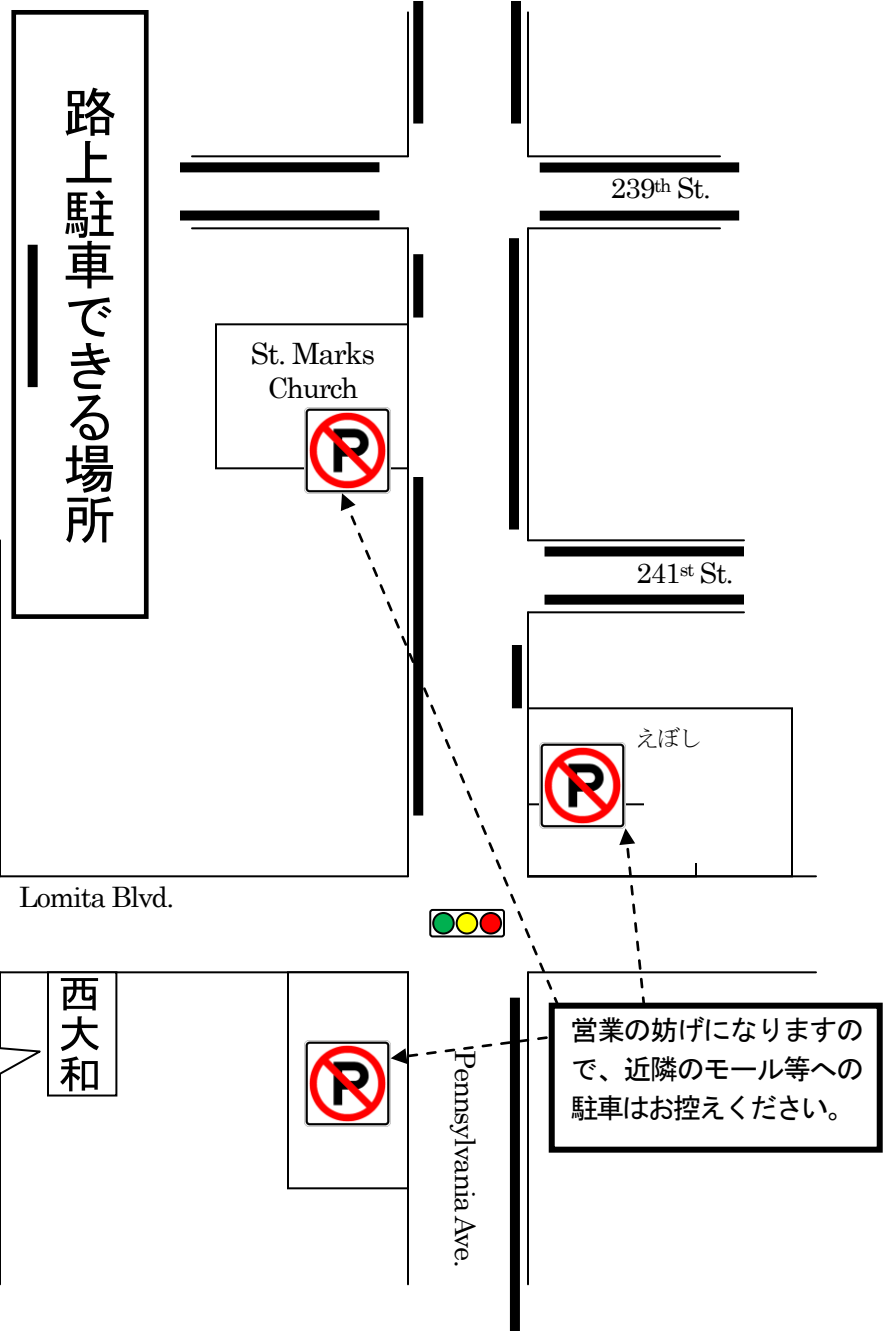 路上駐車できる場所
239th St.
St. Marks
Church
P
241st St.
えぼし
P
Lomita Blvd.
西大和
P
Pennsylvania Ave.
営業の妨げになりますの
で、近隣のモール等への
駐車はお控えください。